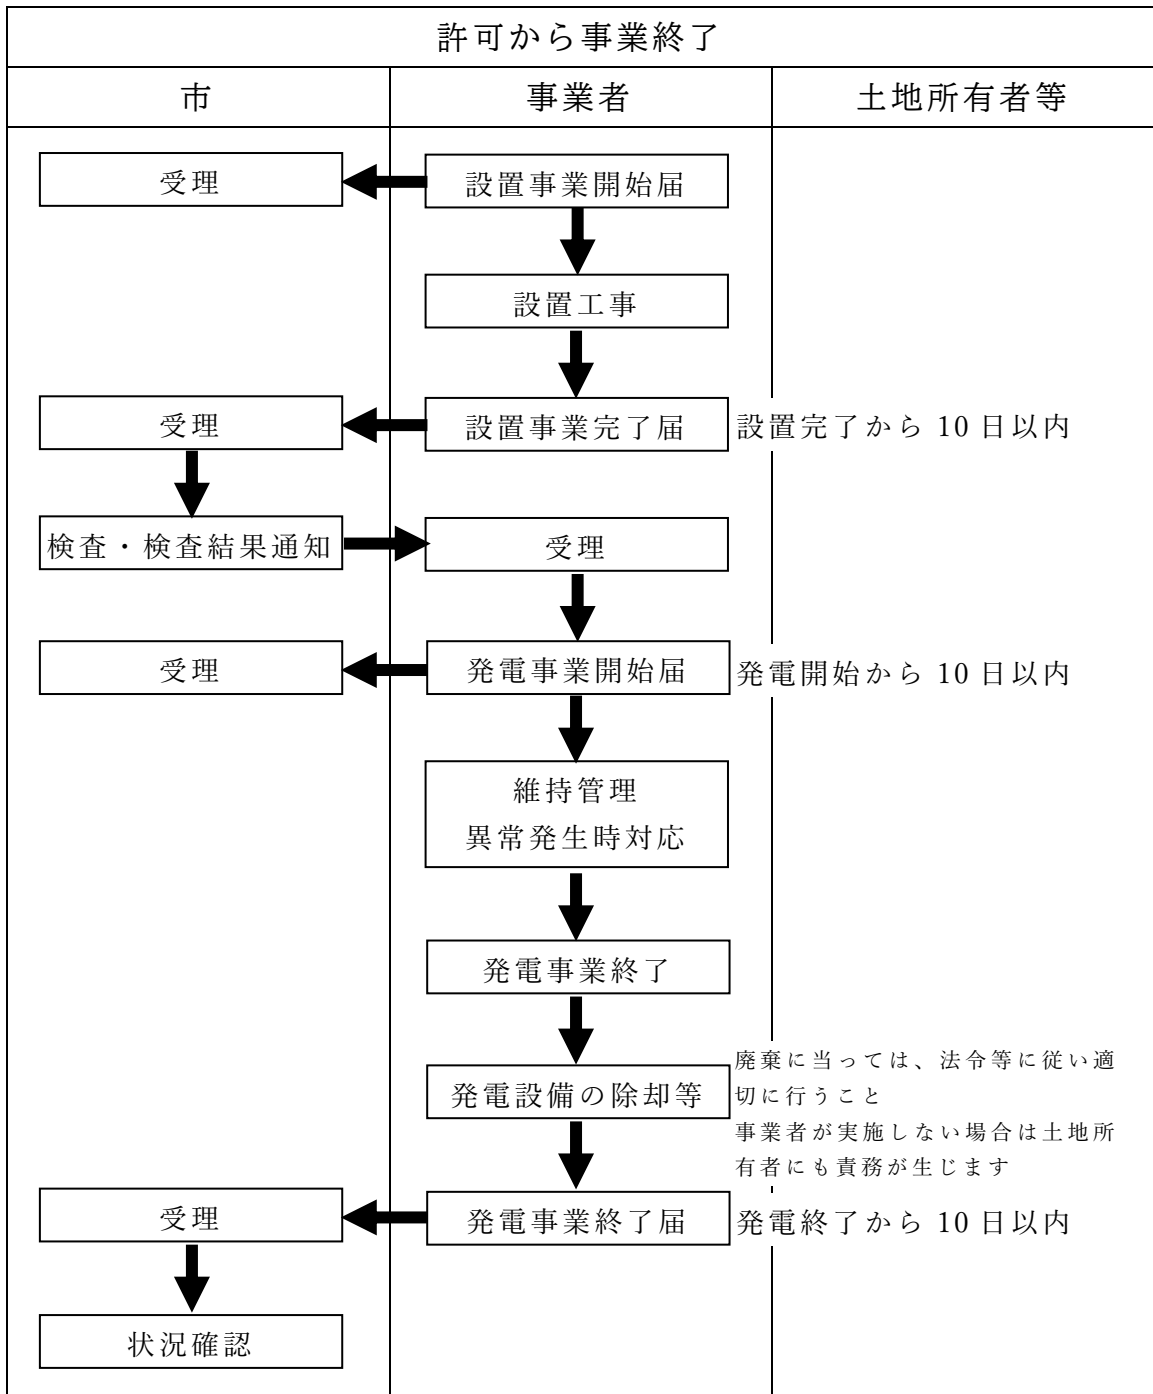 許可から事業終了
市
事業者
土地所有者等
受理
設置事業開始届
設置工事
受理
設置事業完了届
設置完了から 10 日以内
検査・検査結果通知
受理
受理
発電事業開始届
発電開始から 10 日以内
維持管理
異常発生時対応
発電事業終了
発電設備の除却等
廃棄に当っては、法令等に従い適
切に行うこと
事業者が実施しない場合は土地所
有者にも責務が生じます
受理
発電事業終了届
発電終了から 10 日以内
状況確認